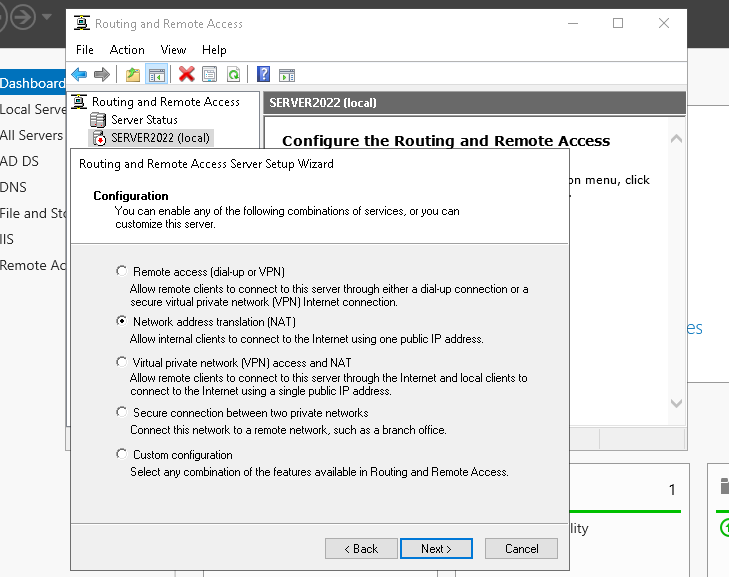 Routing and Remote Access
File Action View Help
Dashboard
Local Serve
All Servers
AD DS
DNS
File and Sto
IIS
Remote Ac
Routing and Remote Access
Server Status
SERVER2022 (local)
SERVER2022 (local)
Configure the Routing and Remote Access
on menu, click
Routing and Remote Access Server Setup Wizard
Configuration
You can enable any of the following combinations of services, or you can
customize this server.
Remote access (dial-up or VPN)
Allow remote clients to connect to this server through either a dial-up connection or a
secure virtual private network (VPN) Internet connection.
Network address translation (NAT)
Allow internal clients to connect to the Internet using one public IP address.
Virtual private network (VPN) access and NAT
Allow remote clients to connect to this server through the Internet and local clients to
connect to the Internet using a single public IP address.
Secure connection between two private networks
Connect this network to a remote network, such as a branch office.
Custom configuration
Select any combination of the features available in Routing and Remote Access.
< Back Next > Cancel
es
1
lity